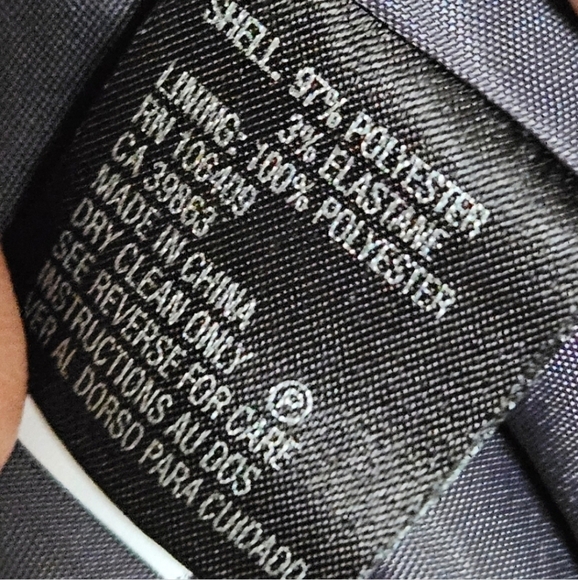 SHELL: 97% POLYESTER
3% ELASTANE
LINING: 100% POLYESTER
RN 106400
CA 39863
MADE IN CHINA
DRY CLEAN ONLY
SEE REVERSE FOR CARE
INSTRUCTIONS AU DOS
VER AL DORSO PARA CUIDADO